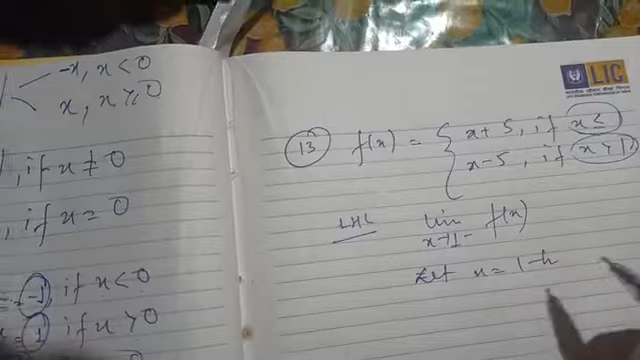 -x, x < 0
x, x ≥ 0
, if x ≠ 0
, if x = 0
= -1 if x < 0
= 1 if x > 0
LIC
(13) f(x) = { x + 5, if x ≤
x - 5, if x > 1
LHL lim f(x)
x→1-
Let x = 1-h